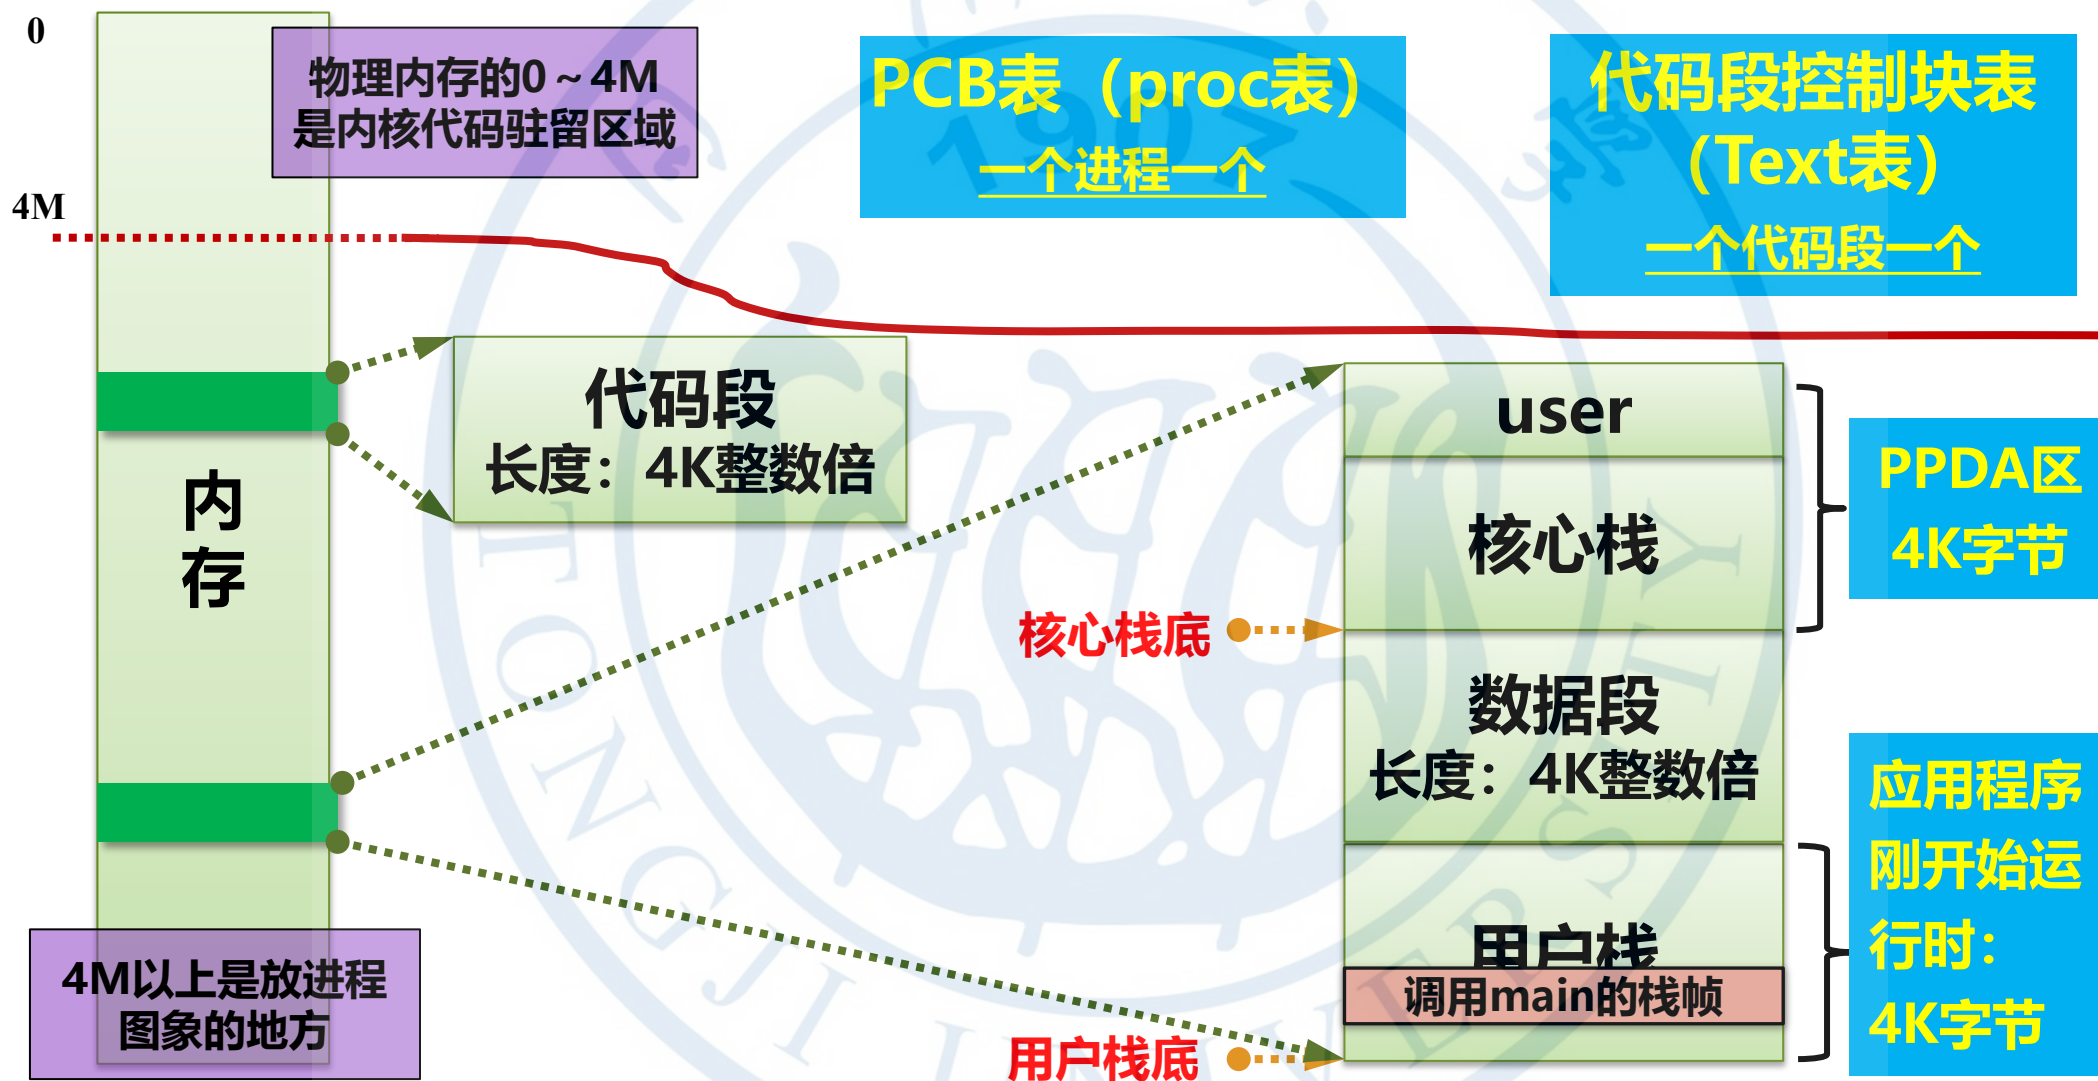 0
物理内存的0～4M
是内核代码驻留区域
PCB表（proc表）
一个进程一个
代码段控制块表
（Text表）
一个代码段一个
4M
代码段
长度：4K整数倍
user
核心栈
PPDA区
4K字节
内
存
核心栈底
数据段
长度：4K整数倍
应用程序
刚开始运
行时：
4K字节
用户栈
调用main的栈帧
4M以上是放进程
图象的地方
用户栈底
1907
TONGJI UNIVERSITY